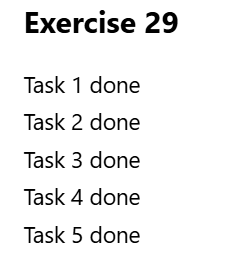 Exercise 29
Task 1 done
Task 2 done
Task 3 done
Task 4 done
Task 5 done